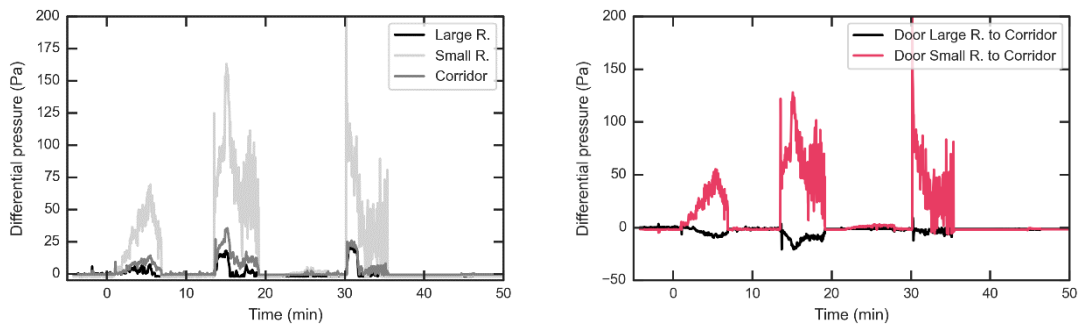 200
175
150
125
100
75
50
25
0
Differential pressure (Pa)
Large R.
Small R.
Corridor
0 10 20 30 40 50
Time (min)
200
150
100
50
0
−50
Differential pressure (Pa)
Door Large R. to Corridor
Door Small R. to Corridor
0 10 20 30 40 50
Time (min)